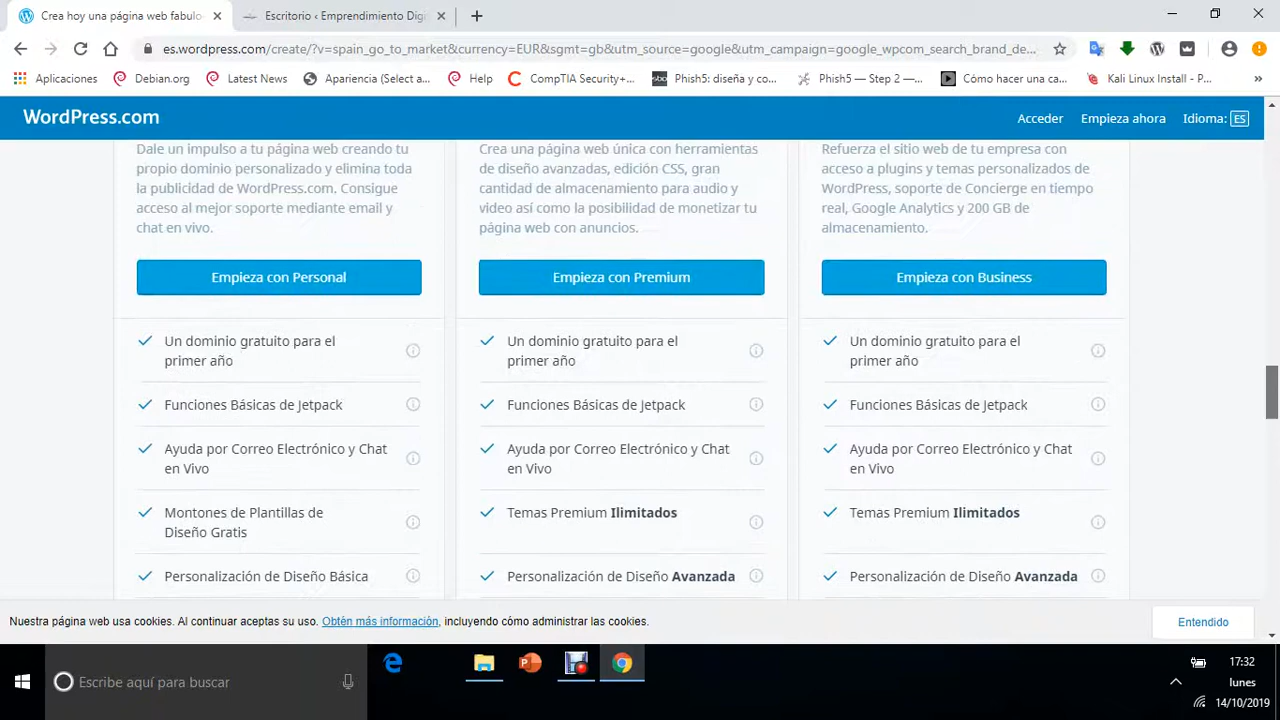 Crea hoy una página web fabulo
Escritorio ‹ Emprendimiento Dig
es.wordpress.com/create/?v=spain_go_to_market&currency=EUR&sgmt=gb&utm_source=google&utm_campaign=google_wpcom_search_brand_de...
Aplicaciones
Debian.org
Latest News
Apariencia (Select a...
Help
CompTIA Security+...
Phish5: diseña y co...
Phish5 — Step 2 —...
Cómo hacer una ca...
Kali Linux Install - P...
»
WordPress.com
Acceder
Empieza ahora
Idioma: ES
Dale un impulso a tu página web creando tu
propio dominio personalizado y elimina toda
la publicidad de WordPress.com. Consigue
acceso al mejor soporte mediante email y
chat en vivo.
Empieza con Personal
Un dominio gratuito para el
primer año
Funciones Básicas de Jetpack
Ayuda por Correo Electrónico y Chat
en Vivo
Montones de Plantillas de
Diseño Gratis
Personalización de Diseño Básica
Crea una página web única con herramientas
de diseño avanzadas, edición CSS, gran
cantidad de almacenamiento para audio y
video así como la posibilidad de monetizar tu
página web con anuncios.
Empieza con Premium
Un dominio gratuito para el
primer año
Funciones Básicas de Jetpack
Ayuda por Correo Electrónico y Chat
en Vivo
Temas Premium Ilimitados
Personalización de Diseño Avanzada
Refuerza el sitio web de tu empresa con
acceso a plugins y temas personalizados de
WordPress, soporte de Concierge en tiempo
real, Google Analytics y 200 GB de
almacenamiento.
Empieza con Business
Un dominio gratuito para el
primer año
Funciones Básicas de Jetpack
Ayuda por Correo Electrónico y Chat
en Vivo
Temas Premium Ilimitados
Personalización de Diseño Avanzada
Nuestra página web usa cookies. Al continuar aceptas su uso. Obtèn más información, incluyendo cómo administrar las cookies.
Entendido
Escribe aquí para buscar
17:32
lunes
14/10/2019